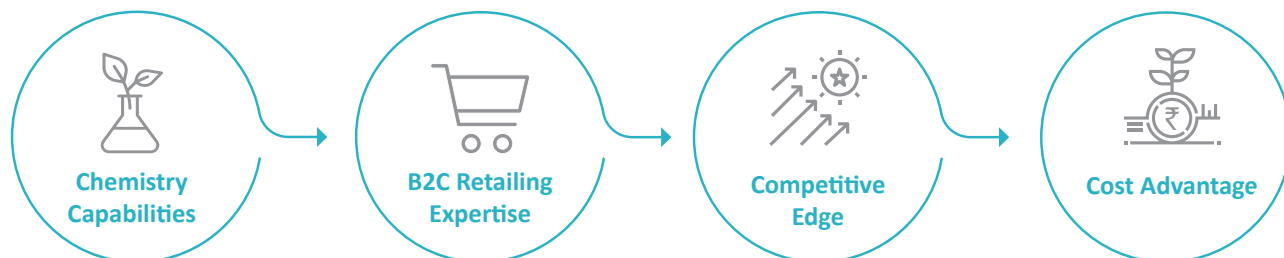 Chemistry
Capabilities
B2C Retailing
Expertise
Competitive
Edge
₹
Cost Advantage